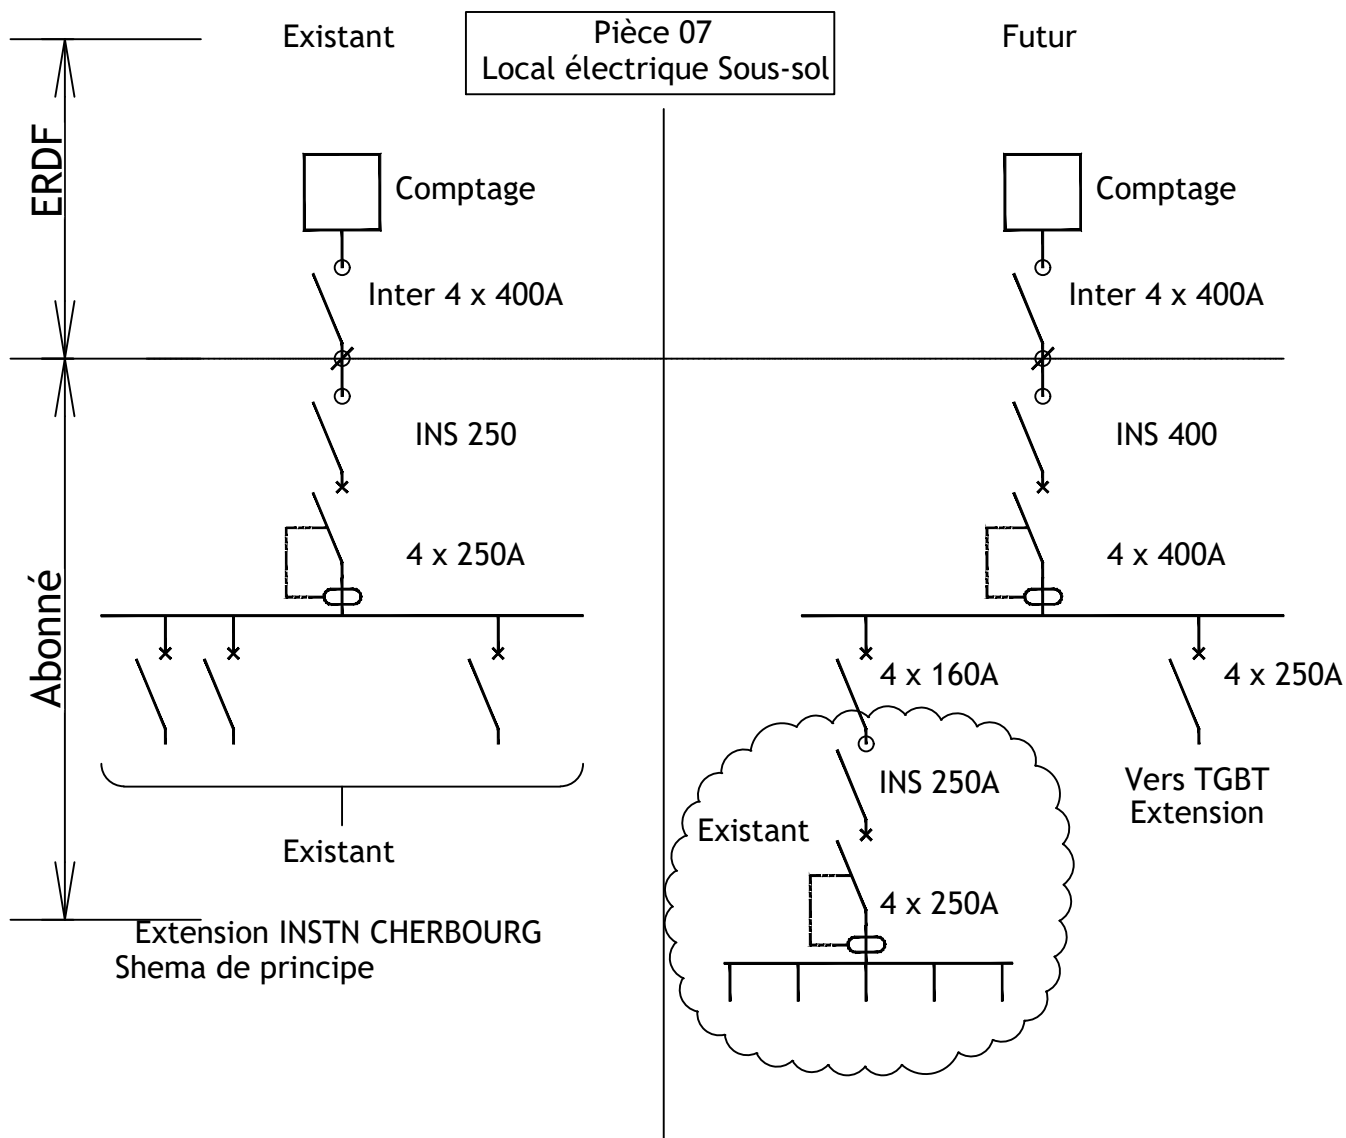 Existant
Pièce 07
Local électrique Sous-sol
Futur
ERDF
Comptage
Comptage
Inter 4 x 400A
Inter 4 x 400A
INS 250
INS 400
4 x 250A
4 x 400A
Abonné
4 x 160A
4 x 250A
INS 250A
Vers TGBT
Extension
Existant
Existant
4 x 250A
Extension INSTN CHERBOURG
Shema de principe